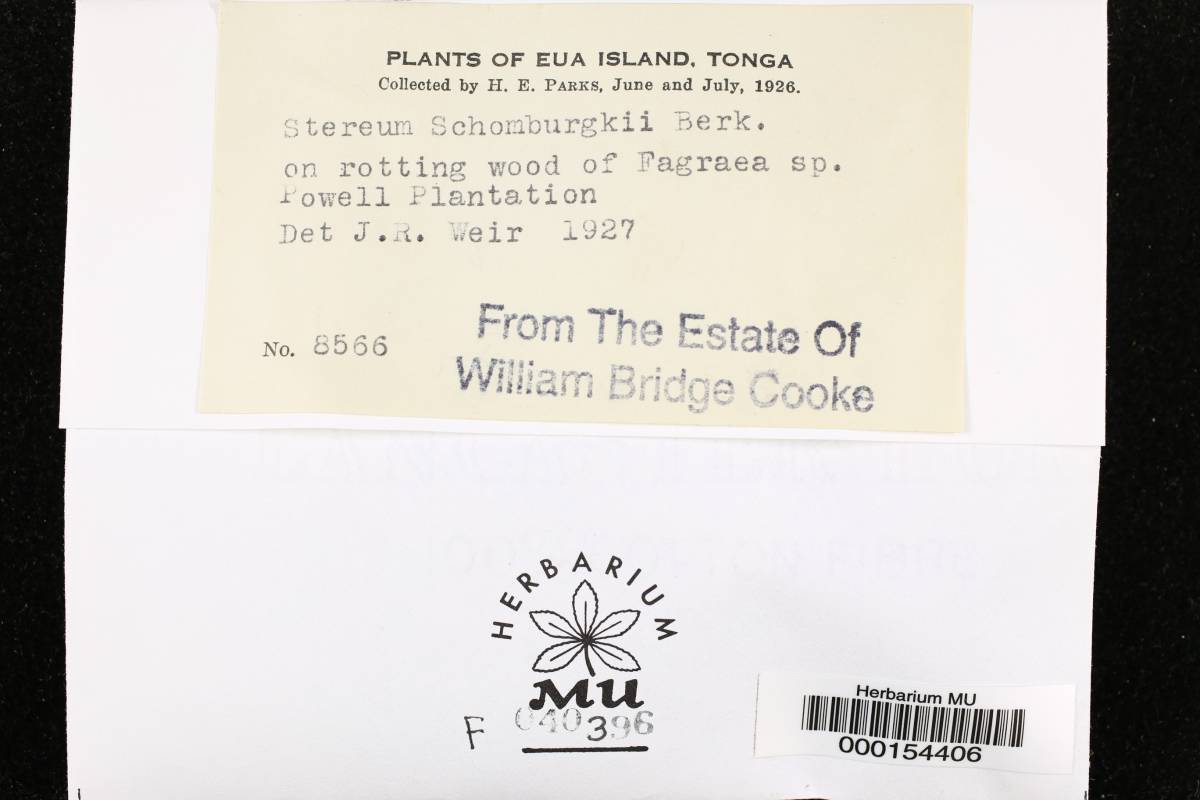 PLANTS OF EUA ISLAND, TONGA
Collected by H. E. PARKS, June and July, 1926.
Stereum Schomburgkii Berk.
on rotting wood of Fagraea sp.
Powell Plantation
Det J.R. Weir 1927
No. 8566
From The Estate Of
William Bridge Cooke
HERBARIUM
MU
F 040396
Herbarium MU
000154406